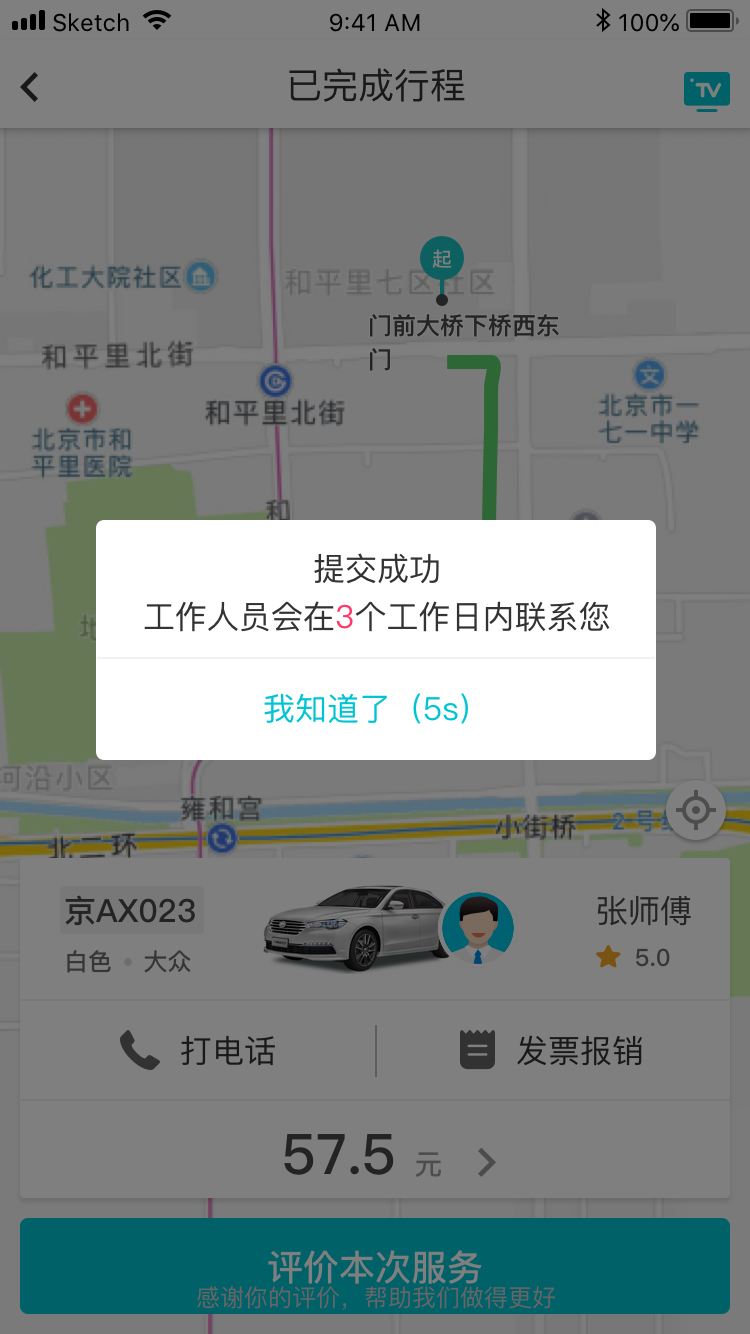 Sketch
9:41 AM
100%
已完成行程
TV
化工大院社区
和平里七区社区
起
门前大桥下桥西东
门
和平里北街
和平里北街
北京市和
平里医院
北京市一
七一中学
和
提交成功
工作人员会在3个工作日内联系您
我知道了（5s）
河沿小区
雍和宫
小街桥
2号
北二环
京AX023
张师傅
白色 • 大众
5.0
打电话
发票报销
57.5 元
评价本次服务
感谢你的评价，帮助我们做得更好